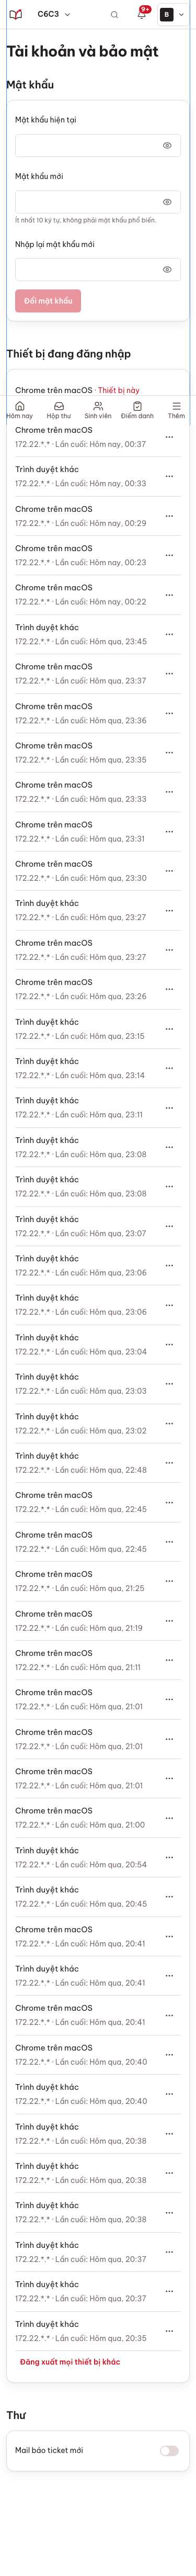 C6C3
9+
B
Tài khoản và bảo mật
Mật khẩu
Mật khẩu hiện tại
Mật khẩu mới
Ít nhất 10 ký tự, không phải mật khẩu phổ biến.
Nhập lại mật khẩu mới
Đổi mật khẩu
Thiết bị đang đăng nhập
Chrome trên macOS · Thiết bị này
Hôm nay
Hộp thư
Sinh viên
Điểm danh
Thêm
Chrome trên macOS
172.22.*.* · Lần cuối: Hôm nay, 00:37
Trình duyệt khác
172.22.*.* · Lần cuối: Hôm nay, 00:33
Chrome trên macOS
172.22.*.* · Lần cuối: Hôm nay, 00:29
Chrome trên macOS
172.22.*.* · Lần cuối: Hôm nay, 00:23
Chrome trên macOS
172.22.*.* · Lần cuối: Hôm nay, 00:22
Trình duyệt khác
172.22.*.* · Lần cuối: Hôm qua, 23:45
Chrome trên macOS
172.22.*.* · Lần cuối: Hôm qua, 23:37
Chrome trên macOS
172.22.*.* · Lần cuối: Hôm qua, 23:36
Chrome trên macOS
172.22.*.* · Lần cuối: Hôm qua, 23:35
Chrome trên macOS
172.22.*.* · Lần cuối: Hôm qua, 23:33
Chrome trên macOS
172.22.*.* · Lần cuối: Hôm qua, 23:31
Chrome trên macOS
172.22.*.* · Lần cuối: Hôm qua, 23:30
Trình duyệt khác
172.22.*.* · Lần cuối: Hôm qua, 23:27
Chrome trên macOS
172.22.*.* · Lần cuối: Hôm qua, 23:27
Chrome trên macOS
172.22.*.* · Lần cuối: Hôm qua, 23:26
Trình duyệt khác
172.22.*.* · Lần cuối: Hôm qua, 23:15
Trình duyệt khác
172.22.*.* · Lần cuối: Hôm qua, 23:14
Trình duyệt khác
172.22.*.* · Lần cuối: Hôm qua, 23:11
Trình duyệt khác
172.22.*.* · Lần cuối: Hôm qua, 23:08
Trình duyệt khác
172.22.*.* · Lần cuối: Hôm qua, 23:08
Trình duyệt khác
172.22.*.* · Lần cuối: Hôm qua, 23:07
Trình duyệt khác
172.22.*.* · Lần cuối: Hôm qua, 23:06
Trình duyệt khác
172.22.*.* · Lần cuối: Hôm qua, 23:06
Trình duyệt khác
172.22.*.* · Lần cuối: Hôm qua, 23:04
Trình duyệt khác
172.22.*.* · Lần cuối: Hôm qua, 23:03
Trình duyệt khác
172.22.*.* · Lần cuối: Hôm qua, 23:02
Trình duyệt khác
172.22.*.* · Lần cuối: Hôm qua, 22:48
Chrome trên macOS
172.22.*.* · Lần cuối: Hôm qua, 22:45
Chrome trên macOS
172.22.*.* · Lần cuối: Hôm qua, 22:45
Chrome trên macOS
172.22.*.* · Lần cuối: Hôm qua, 21:25
Chrome trên macOS
172.22.*.* · Lần cuối: Hôm qua, 21:19
Chrome trên macOS
172.22.*.* · Lần cuối: Hôm qua, 21:11
Chrome trên macOS
172.22.*.* · Lần cuối: Hôm qua, 21:01
Chrome trên macOS
172.22.*.* · Lần cuối: Hôm qua, 21:01
Chrome trên macOS
172.22.*.* · Lần cuối: Hôm qua, 21:01
Chrome trên macOS
172.22.*.* · Lần cuối: Hôm qua, 21:00
Trình duyệt khác
172.22.*.* · Lần cuối: Hôm qua, 20:54
Trình duyệt khác
172.22.*.* · Lần cuối: Hôm qua, 20:45
Chrome trên macOS
172.22.*.* · Lần cuối: Hôm qua, 20:41
Trình duyệt khác
172.22.*.* · Lần cuối: Hôm qua, 20:41
Chrome trên macOS
172.22.*.* · Lần cuối: Hôm qua, 20:41
Chrome trên macOS
172.22.*.* · Lần cuối: Hôm qua, 20:40
Trình duyệt khác
172.22.*.* · Lần cuối: Hôm qua, 20:40
Trình duyệt khác
172.22.*.* · Lần cuối: Hôm qua, 20:38
Trình duyệt khác
172.22.*.* · Lần cuối: Hôm qua, 20:38
Trình duyệt khác
172.22.*.* · Lần cuối: Hôm qua, 20:38
Trình duyệt khác
172.22.*.* · Lần cuối: Hôm qua, 20:37
Trình duyệt khác
172.22.*.* · Lần cuối: Hôm qua, 20:37
Trình duyệt khác
172.22.*.* · Lần cuối: Hôm qua, 20:35
Đăng xuất mọi thiết bị khác
Thư
Mail báo ticket mới